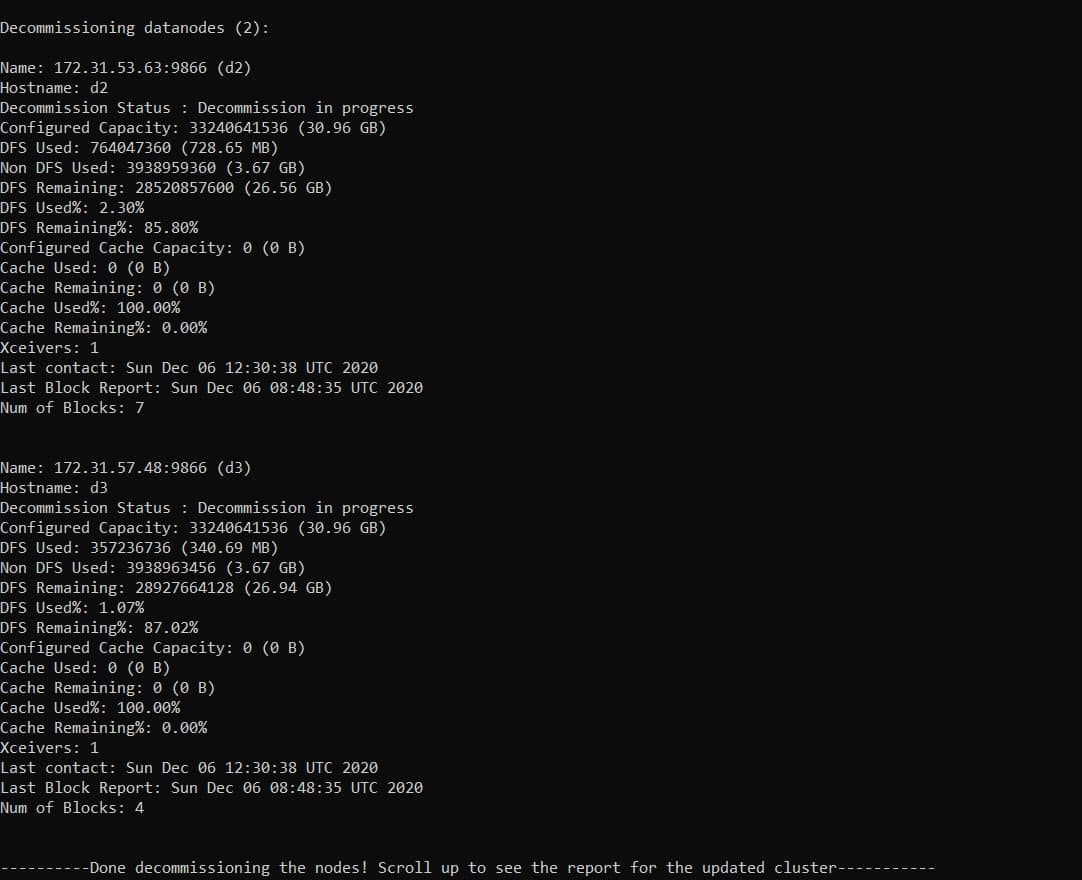 Decommissioning datanodes (2):
Name: 172.31.53.63:9866 (d2)
Hostname: d2
Decommission Status : Decommission in progress
Configured Capacity: 33240641536 (30.96 GB)
DFS Used: 764047360 (728.65 MB)
Non DFS Used: 3938959360 (3.67 GB)
DFS Remaining: 28520857600 (26.56 GB)
DFS Used%: 2.30%
DFS Remaining%: 85.80%
Configured Cache Capacity: 0 (0 B)
Cache Used: 0 (0 B)
Cache Remaining: 0 (0 B)
Cache Used%: 100.00%
Cache Remaining%: 0.00%
Xceivers: 1
Last contact: Sun Dec 06 12:30:38 UTC 2020
Last Block Report: Sun Dec 06 08:48:35 UTC 2020
Num of Blocks: 7
Name: 172.31.57.48:9866 (d3)
Hostname: d3
Decommission Status : Decommission in progress
Configured Capacity: 33240641536 (30.96 GB)
DFS Used: 357236736 (340.69 MB)
Non DFS Used: 3938963456 (3.67 GB)
DFS Remaining: 28927664128 (26.94 GB)
DFS Used%: 1.07%
DFS Remaining%: 87.02%
Configured Cache Capacity: 0 (0 B)
Cache Used: 0 (0 B)
Cache Remaining: 0 (0 B)
Cache Used%: 100.00%
Cache Remaining%: 0.00%
Xceivers: 1
Last contact: Sun Dec 06 12:30:38 UTC 2020
Last Block Report: Sun Dec 06 08:48:35 UTC 2020
Num of Blocks: 4
----------Done decommissioning the nodes! Scroll up to see the report for the updated cluster-----------